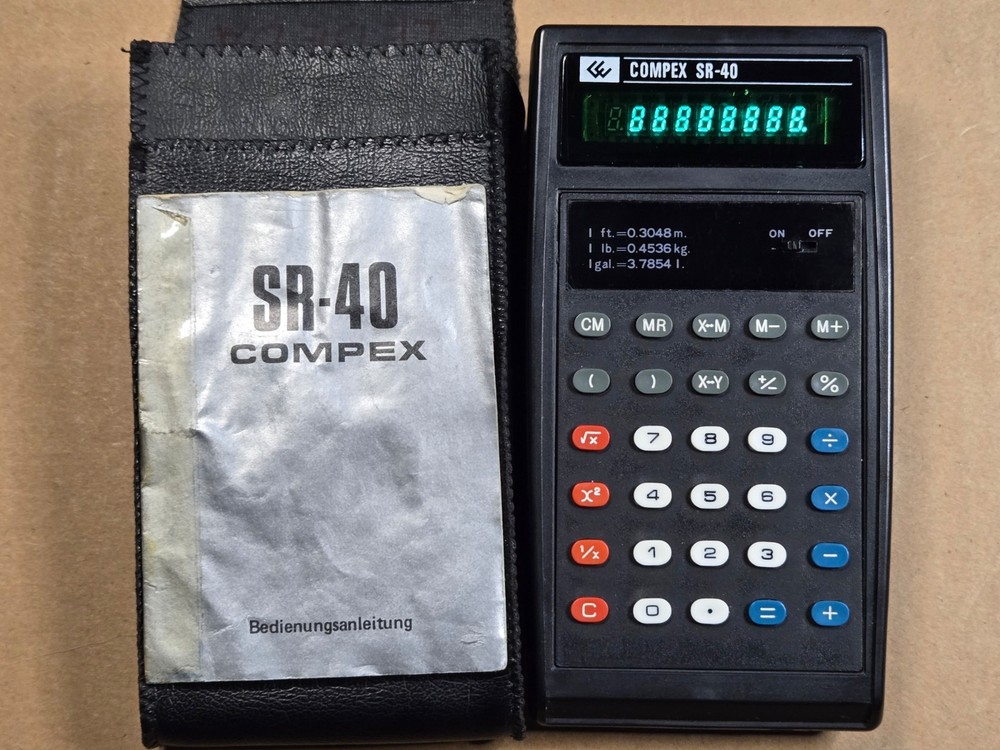 SR-40
COMPEX
Bedienungsanleitung
COMPEX SR-40
88888888.
1 ft.=0.3048 m.
1 lb.=0.4536 kg.
1 gal.=3.7854 l.
ON OFF
CM MR X↔M M− M+
( ) X↔Y +/− %
√x 7 8 9 ÷
x² 4 5 6 ×
1/x 1 2 3 −
C 0 . = +